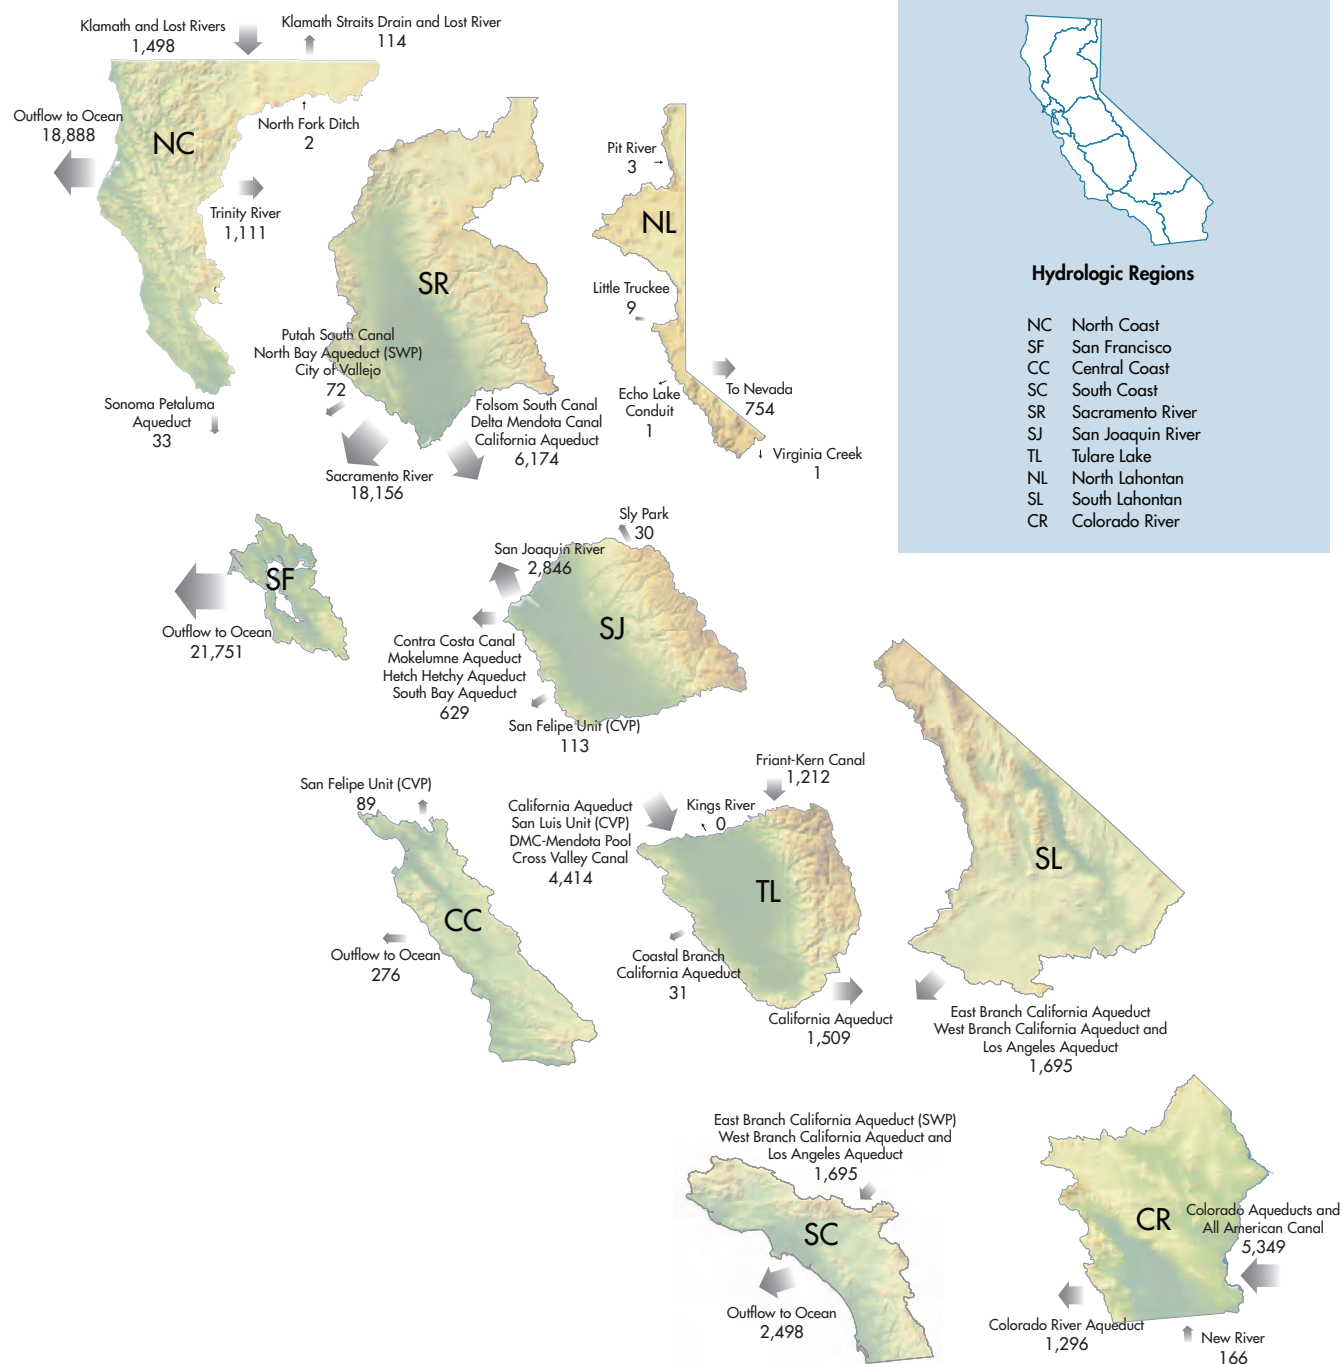 Klamath and Lost Rivers
1,498
Klamath Straits Drain and Lost River
114
Outflow to Ocean
18,888
NC
North Fork Ditch
2
Trinity River
1,111
Sonoma Petaluma
Aqueduct
33
SR
Putah South Canal
North Bay Aqueduct (SWP)
City of Vallejo
72
Folsom South Canal
Delta Mendota Canal
California Aqueduct
6,174
Sacramento River
18,156
Pit River
3
NL
Little Truckee
9
Echo Lake
Conduit
1
To Nevada
754
Virginia Creek
1
Hydrologic Regions
NC North Coast
SF San Francisco
CC Central Coast
SC South Coast
SR Sacramento River
SJ San Joaquin River
TL Tulare Lake
NL North Lahontan
SL South Lahontan
CR Colorado River
SF
Outflow to Ocean
21,751
Sly Park
30
San Joaquin River
2,846
SJ
Contra Costa Canal
Mokelumne Aqueduct
Hetch Hetchy Aqueduct
South Bay Aqueduct
629
San Felipe Unit (CVP)
113
San Felipe Unit (CVP)
89
CC
Outflow to Ocean
276
Friant-Kern Canal
1,212
Kings River
0
California Aqueduct
San Luis Unit (CVP)
DMC-Mendota Pool
Cross Valley Canal
4,414
TL
Coastal Branch
California Aqueduct
31
California Aqueduct
1,509
SL
East Branch California Aqueduct
West Branch California Aqueduct and
Los Angeles Aqueduct
1,695
East Branch California Aqueduct (SWP)
West Branch California Aqueduct and
Los Angeles Aqueduct
1,695
SC
Outflow to Ocean
2,498
CR
Colorado Aqueducts and
All American Canal
5,349
Colorado River Aqueduct
1,296
New River
166